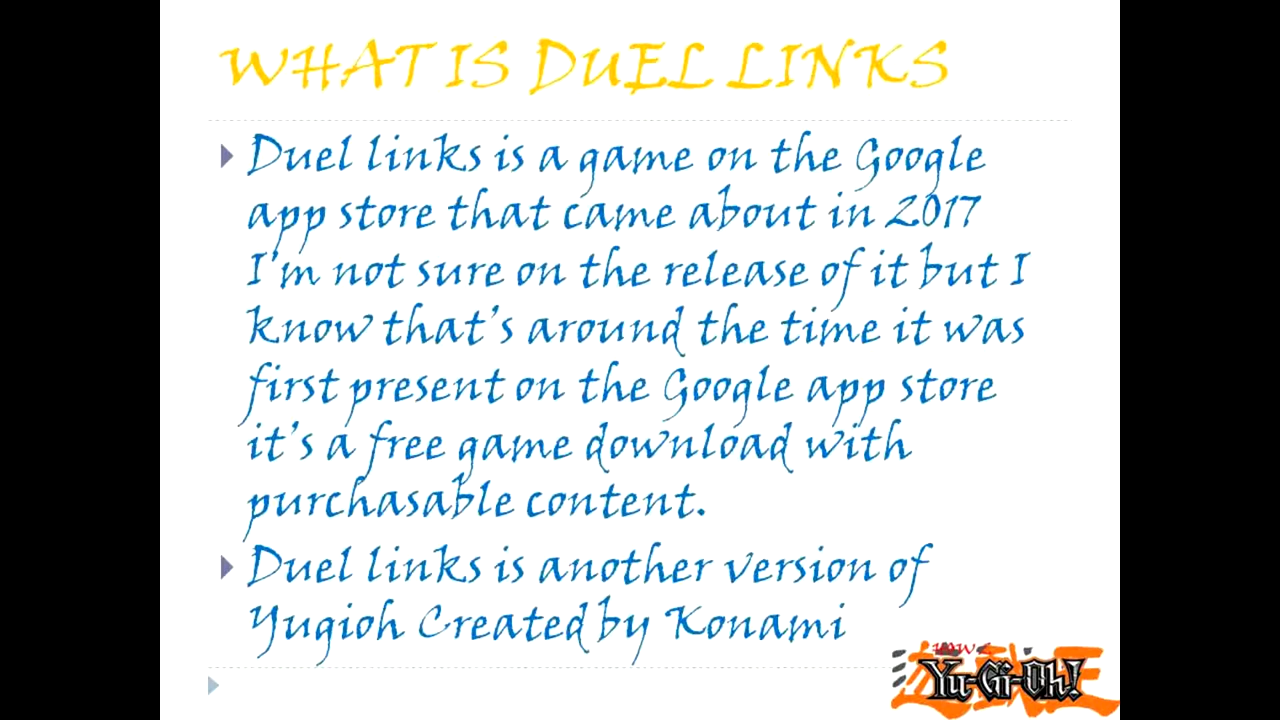 WHAT IS DUEL LINKS
Duel links is a game on the Google
app store that came about in 2017
I'm not sure on the release of it but I
know that's around the time it was
first present on the Google app store
it's a free game download with
purchasable content.
Duel links is another version of
Yugioh Created by Konami
Yu-Gi-Oh!